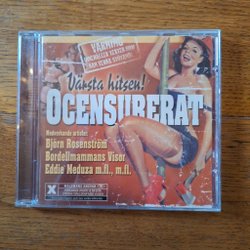 VARNING
Värsta hitsen!
OCENSURERAT
Medverkande artister:
Björn Rosenström
Bordellmammans Visor
Eddie Meduza m.fl., m.fl.
X